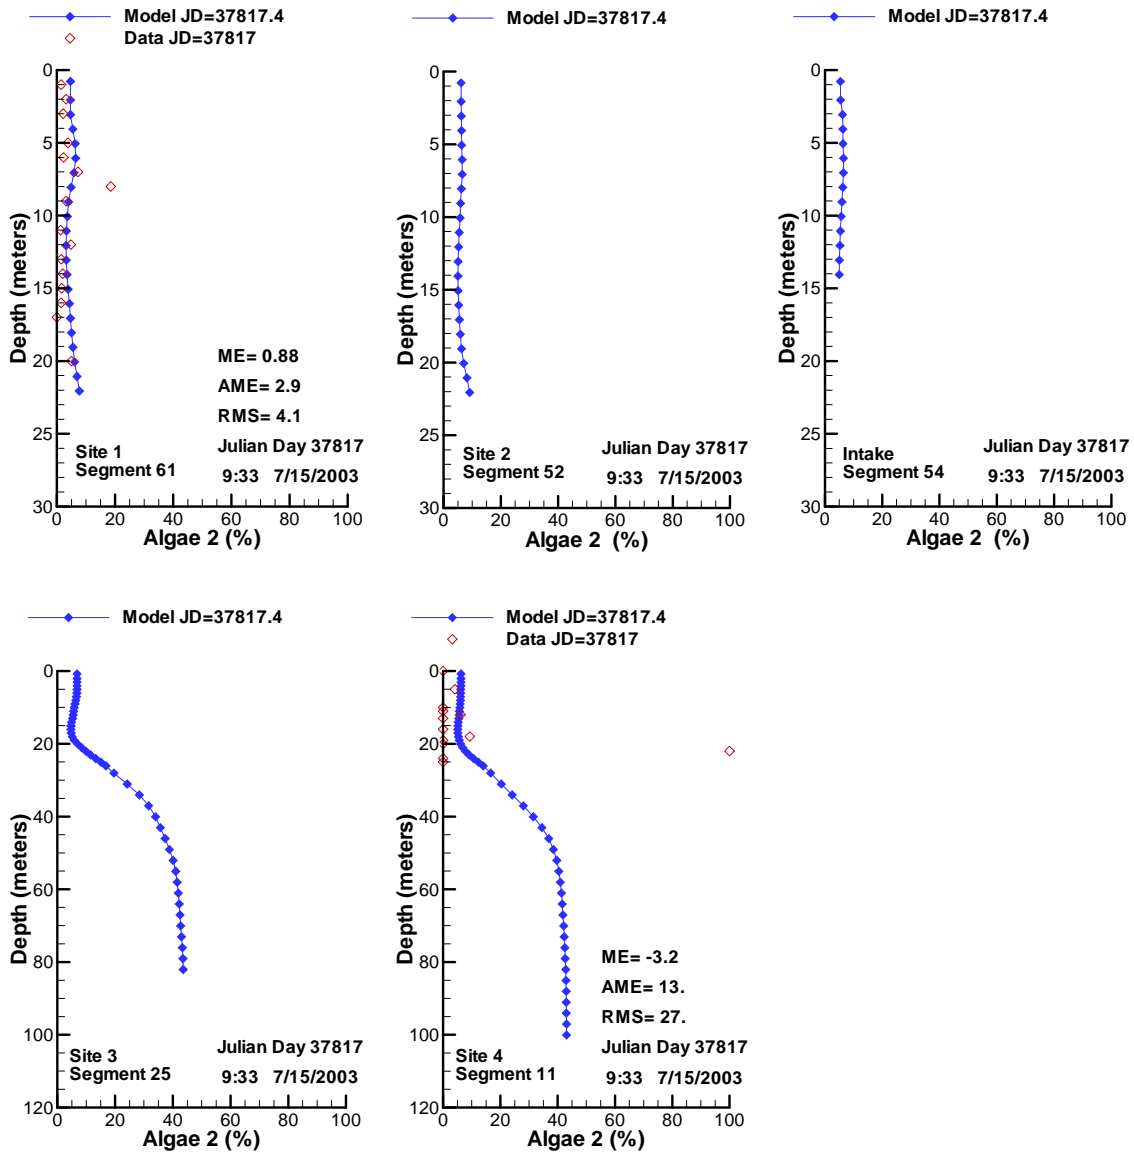 Model JD=37817.4
Data JD=37817
0
5
10
15
20
25
30
Depth (meters)
ME= 0.88
AME= 2.9
RMS= 4.1
Site 1
Segment 61
Julian Day 37817
9:33 7/15/2003
0 20 40 60 80 100
Algae 2 (%)
Model JD=37817.4
0
5
10
15
20
25
30
Depth (meters)
Site 2
Segment 52
Julian Day 37817
9:33 7/15/2003
0 20 40 60 80 100
Algae 2 (%)
Model JD=37817.4
0
5
10
15
20
25
30
Depth (meters)
Intake
Segment 54
Julian Day 37817
9:33 7/15/2003
0 20 40 60 80 100
Algae 2 (%)
Model JD=37817.4
0
20
40
60
80
100
120
Depth (meters)
Site 3
Segment 25
Julian Day 37817
9:33 7/15/2003
0 20 40 60 80 100
Algae 2 (%)
Model JD=37817.4
Data JD=37817
0
20
40
60
80
100
120
Depth (meters)
ME= -3.2
AME= 13.
RMS= 27.
Site 4
Segment 11
Julian Day 37817
9:33 7/15/2003
0 20 40 60 80 100
Algae 2 (%)